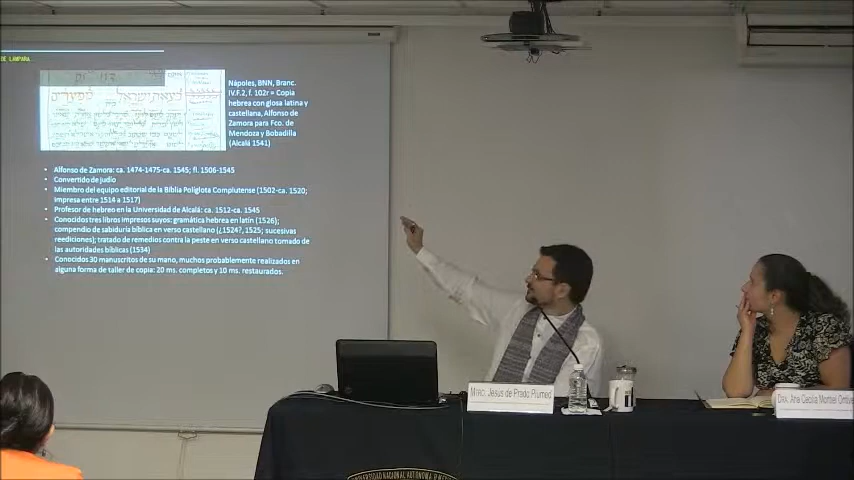 DE LAMPARA
Nápoles, BNN, Branc.
IV.F.2, f. 102r = Copia
hebrea con glosa latina y
castellana, Alfonso de
Zamora para Fco. de
Mendoza y Bobadilla
(Alcalá 1541)
• Alfonso de Zamora: ca. 1474-1475-ca. 1545; fl. 1506-1545
• Convertido de judío
• Miembro del equipo editorial de la Biblia Políglota Complutense (1502-ca. 1520;
impresa entre 1514 a 1517)
• Profesor de hebreo en la Universidad de Alcalá: ca. 1512-ca. 1545
• Conocidos tres libros impresos suyos: gramática hebrea en latín (1526);
compendio de sabiduría bíblica en verso castellano (¿1524?, 1525; sucesivas
reediciones); tratado de remedios contra la peste en verso castellano tomado de
las autoridades bíblicas (1534)
• Conocidos 30 manuscritos de su mano, muchos probablemente realizados en
alguna forma de taller de copia: 20 ms. completos y 10 ms. restaurados.
MTRO. Jesús de Prado Plumed
DRA. Ana Cecilia Montiel Ontive
NIVERSIDAD NACIONAL AUTONOMA